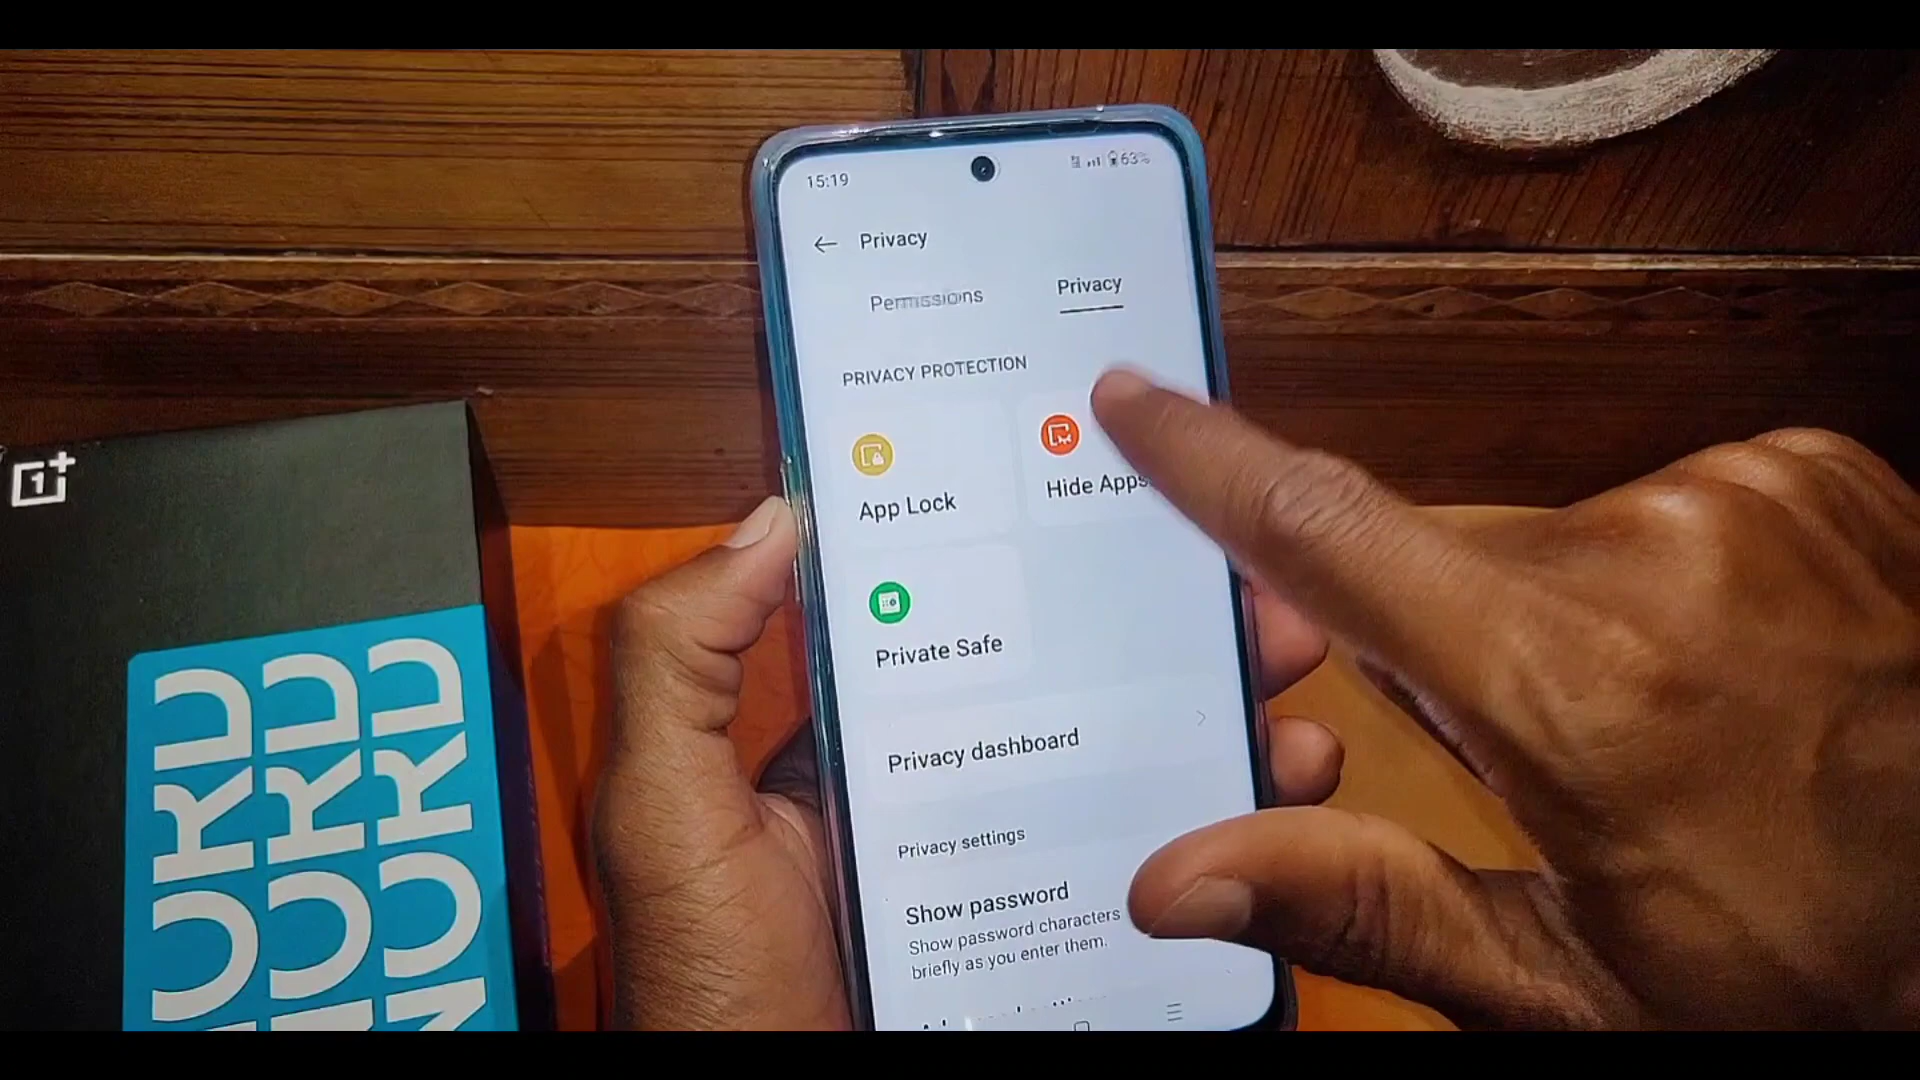 15:19
63%
Privacy
Permissions
Privacy
PRIVACY PROTECTION
App Lock
Hide Apps
Private Safe
Privacy dashboard
Privacy settings
Show password
Show password characters
briefly as you enter them.
1+
NORD
NORD
NORD